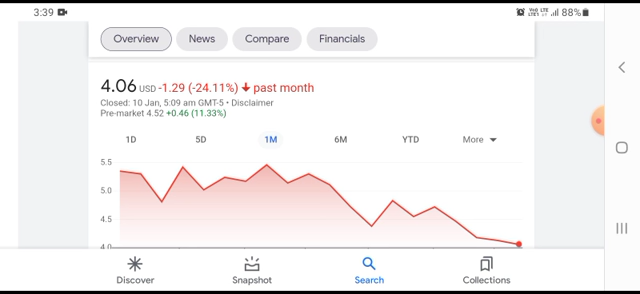 3:39 88%
Overview News Compare Financials
4.06 USD -1.29 (-24.11%) past month
Closed: 10 Jan, 5:09 am GMT-5 • Disclaimer
Pre-market 4.52 +0.46 (11.33%)
1D 5D 1M 6M YTD More
5.5
5.0
4.5
4.0
Discover Snapshot Search Collections